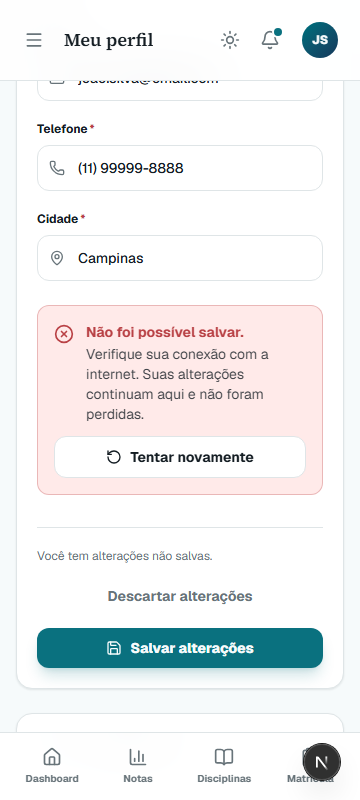 Meu perfil
JS
Telefone *
(11) 99999-8888
Cidade *
Campinas
Não foi possível salvar.
Verifique sua conexão com a
internet. Suas alterações
continuam aqui e não foram
perdidas.
Tentar novamente
Você tem alterações não salvas.
Descartar alterações
Salvar alterações
N
Dashboard
Notas
Disciplinas